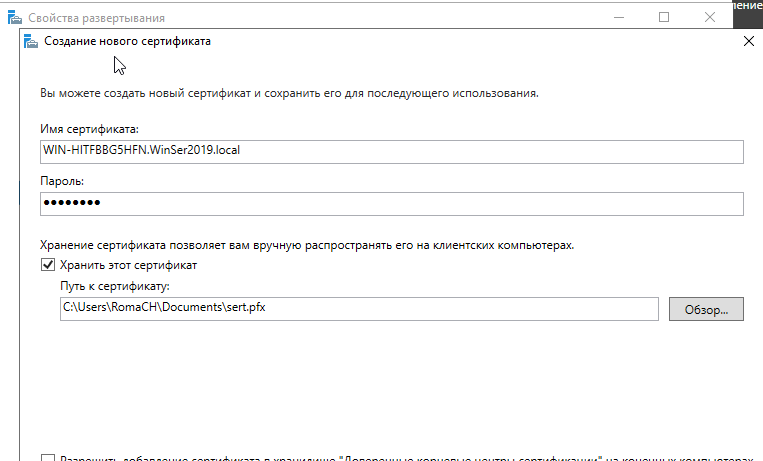 ление
Свойства развертывания
Создание нового сертификата
Вы можете создать новый сертификат и сохранить его для последующего использования.
Имя сертификата:
WIN-HITFBBG5HFN.WinSer2019.local
Пароль:
●●●●●●●●
Хранение сертификата позволяет вам вручную распространять его на клиентских компьютерах.
Хранить этот сертификат
Путь к сертификату:
C:\Users\RomaCH\Documents\sert.pfx
Обзор...
Разрешить добавление сертификата в хранилище "Доверенные корневые центры сертификации" на конечных компьютерах